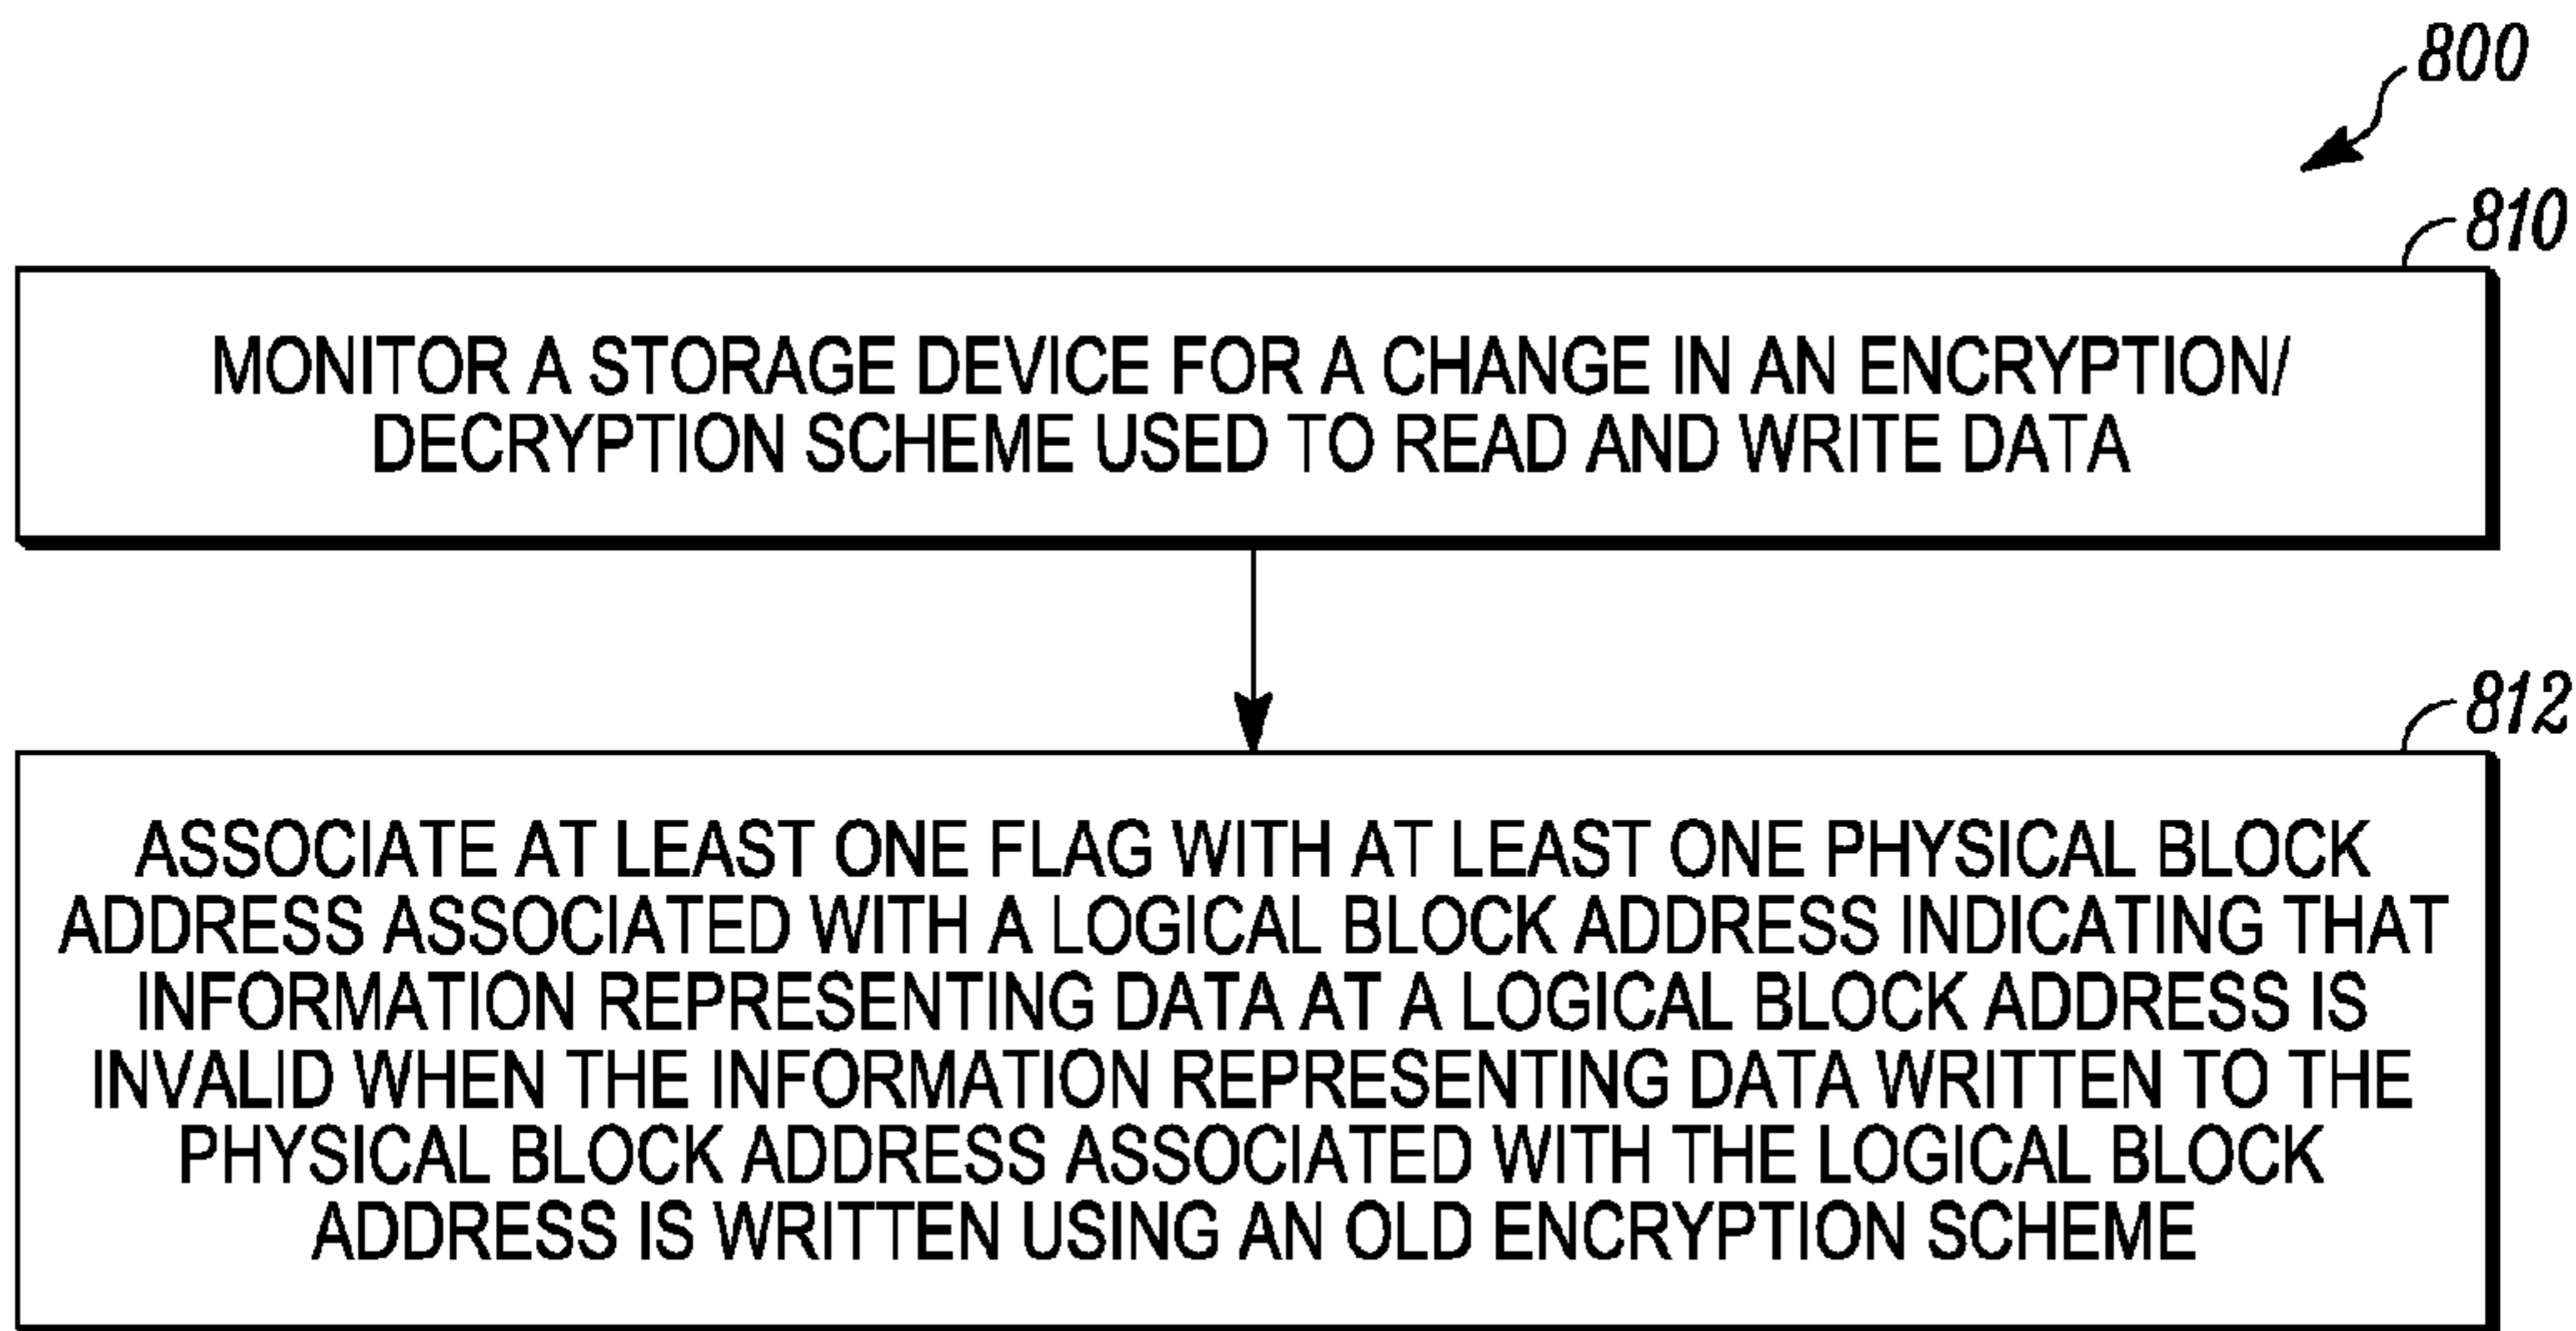 800
810
MONITOR A STORAGE DEVICE FOR A CHANGE IN AN ENCRYPTION/
DECRYPTION SCHEME USED TO READ AND WRITE DATA
812
ASSOCIATE AT LEAST ONE FLAG WITH AT LEAST ONE PHYSICAL BLOCK
ADDRESS ASSOCIATED WITH A LOGICAL BLOCK ADDRESS INDICATING THAT
INFORMATION REPRESENTING DATA AT A LOGICAL BLOCK ADDRESS IS
INVALID WHEN THE INFORMATION REPRESENTING DATA WRITTEN TO THE
PHYSICAL BLOCK ADDRESS ASSOCIATED WITH THE LOGICAL BLOCK
ADDRESS IS WRITTEN USING AN OLD ENCRYPTION SCHEME